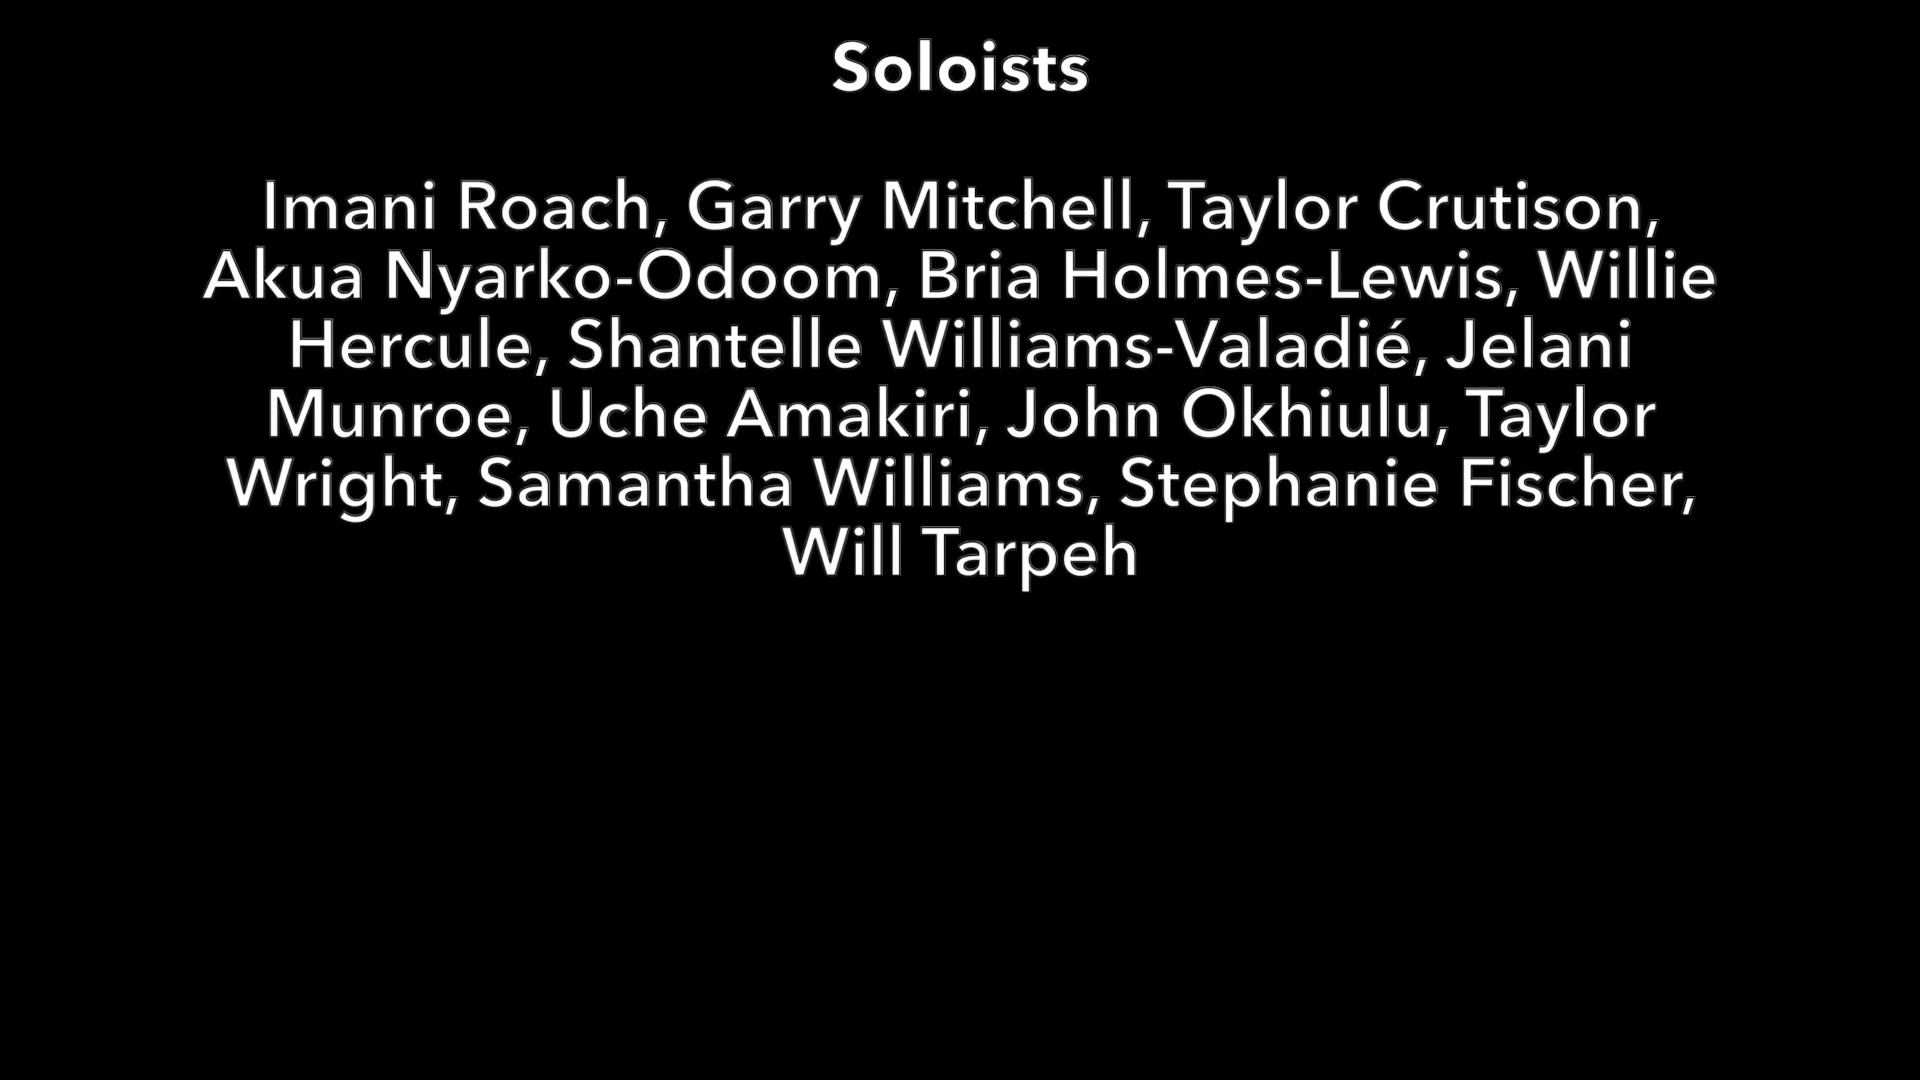 Soloists
Imani Roach, Garry Mitchell, Taylor Crutison,
Akua Nyarko-Odoom, Bria Holmes-Lewis, Willie
Hercule, Shantelle Williams-Valadié, Jelani
Munroe, Uche Amakiri, John Okhiulu, Taylor
Wright, Samantha Williams, Stephanie Fischer,
Will Tarpeh